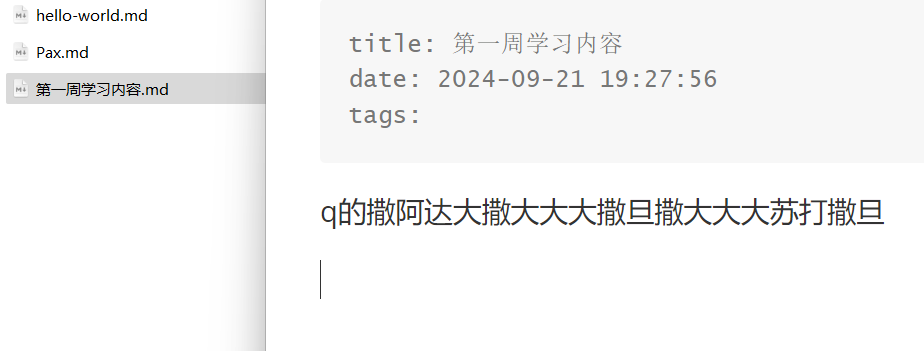 hello-world.md
Pax.md
第一周学习内容.md
title: 第一周学习内容
date: 2024-09-21 19:27:56
tags:
q的撒阿达大撒大大大撒旦撒大大大苏打撒旦